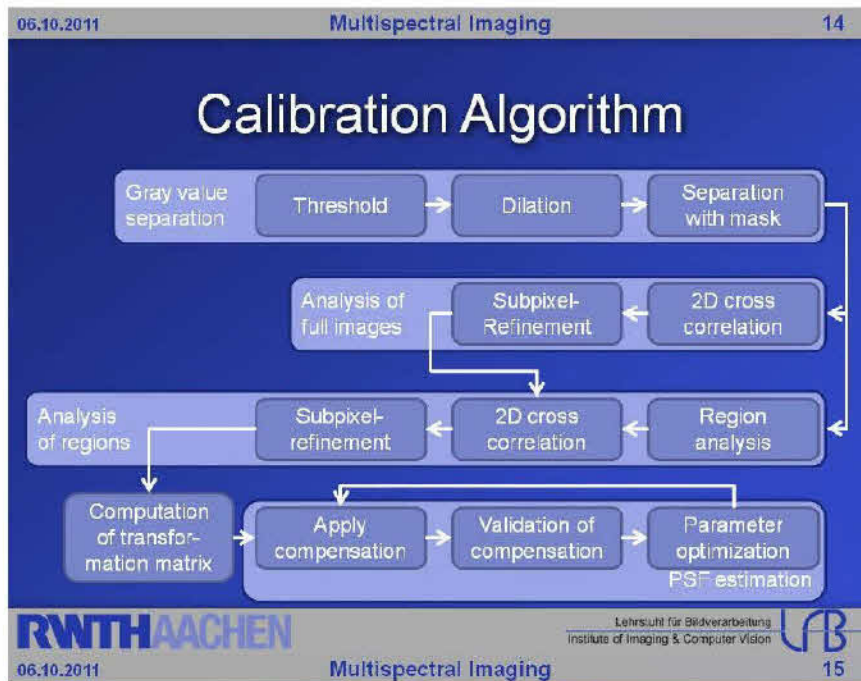 06.10.2011 Multispectral Imaging 14
Calibration Algorithm
Gray value
separation
Threshold
Dilation
Separation
with mask
Analysis of
full images
Subpixel-
Refinement
2D cross
correlation
Analysis
of regions
Subpixel-
refinement
2D cross
correlation
Region
analysis
Computation
of transfor-
mation matrix
Apply
compensation
Validation of
compensation
Parameter
optimization
PSF estimation
RWTHAACHEN
Lehrstuhl für Bildverarbeitung
Institute of Imaging & Computer Vision
LfB
06.10.2011 Multispectral Imaging 15